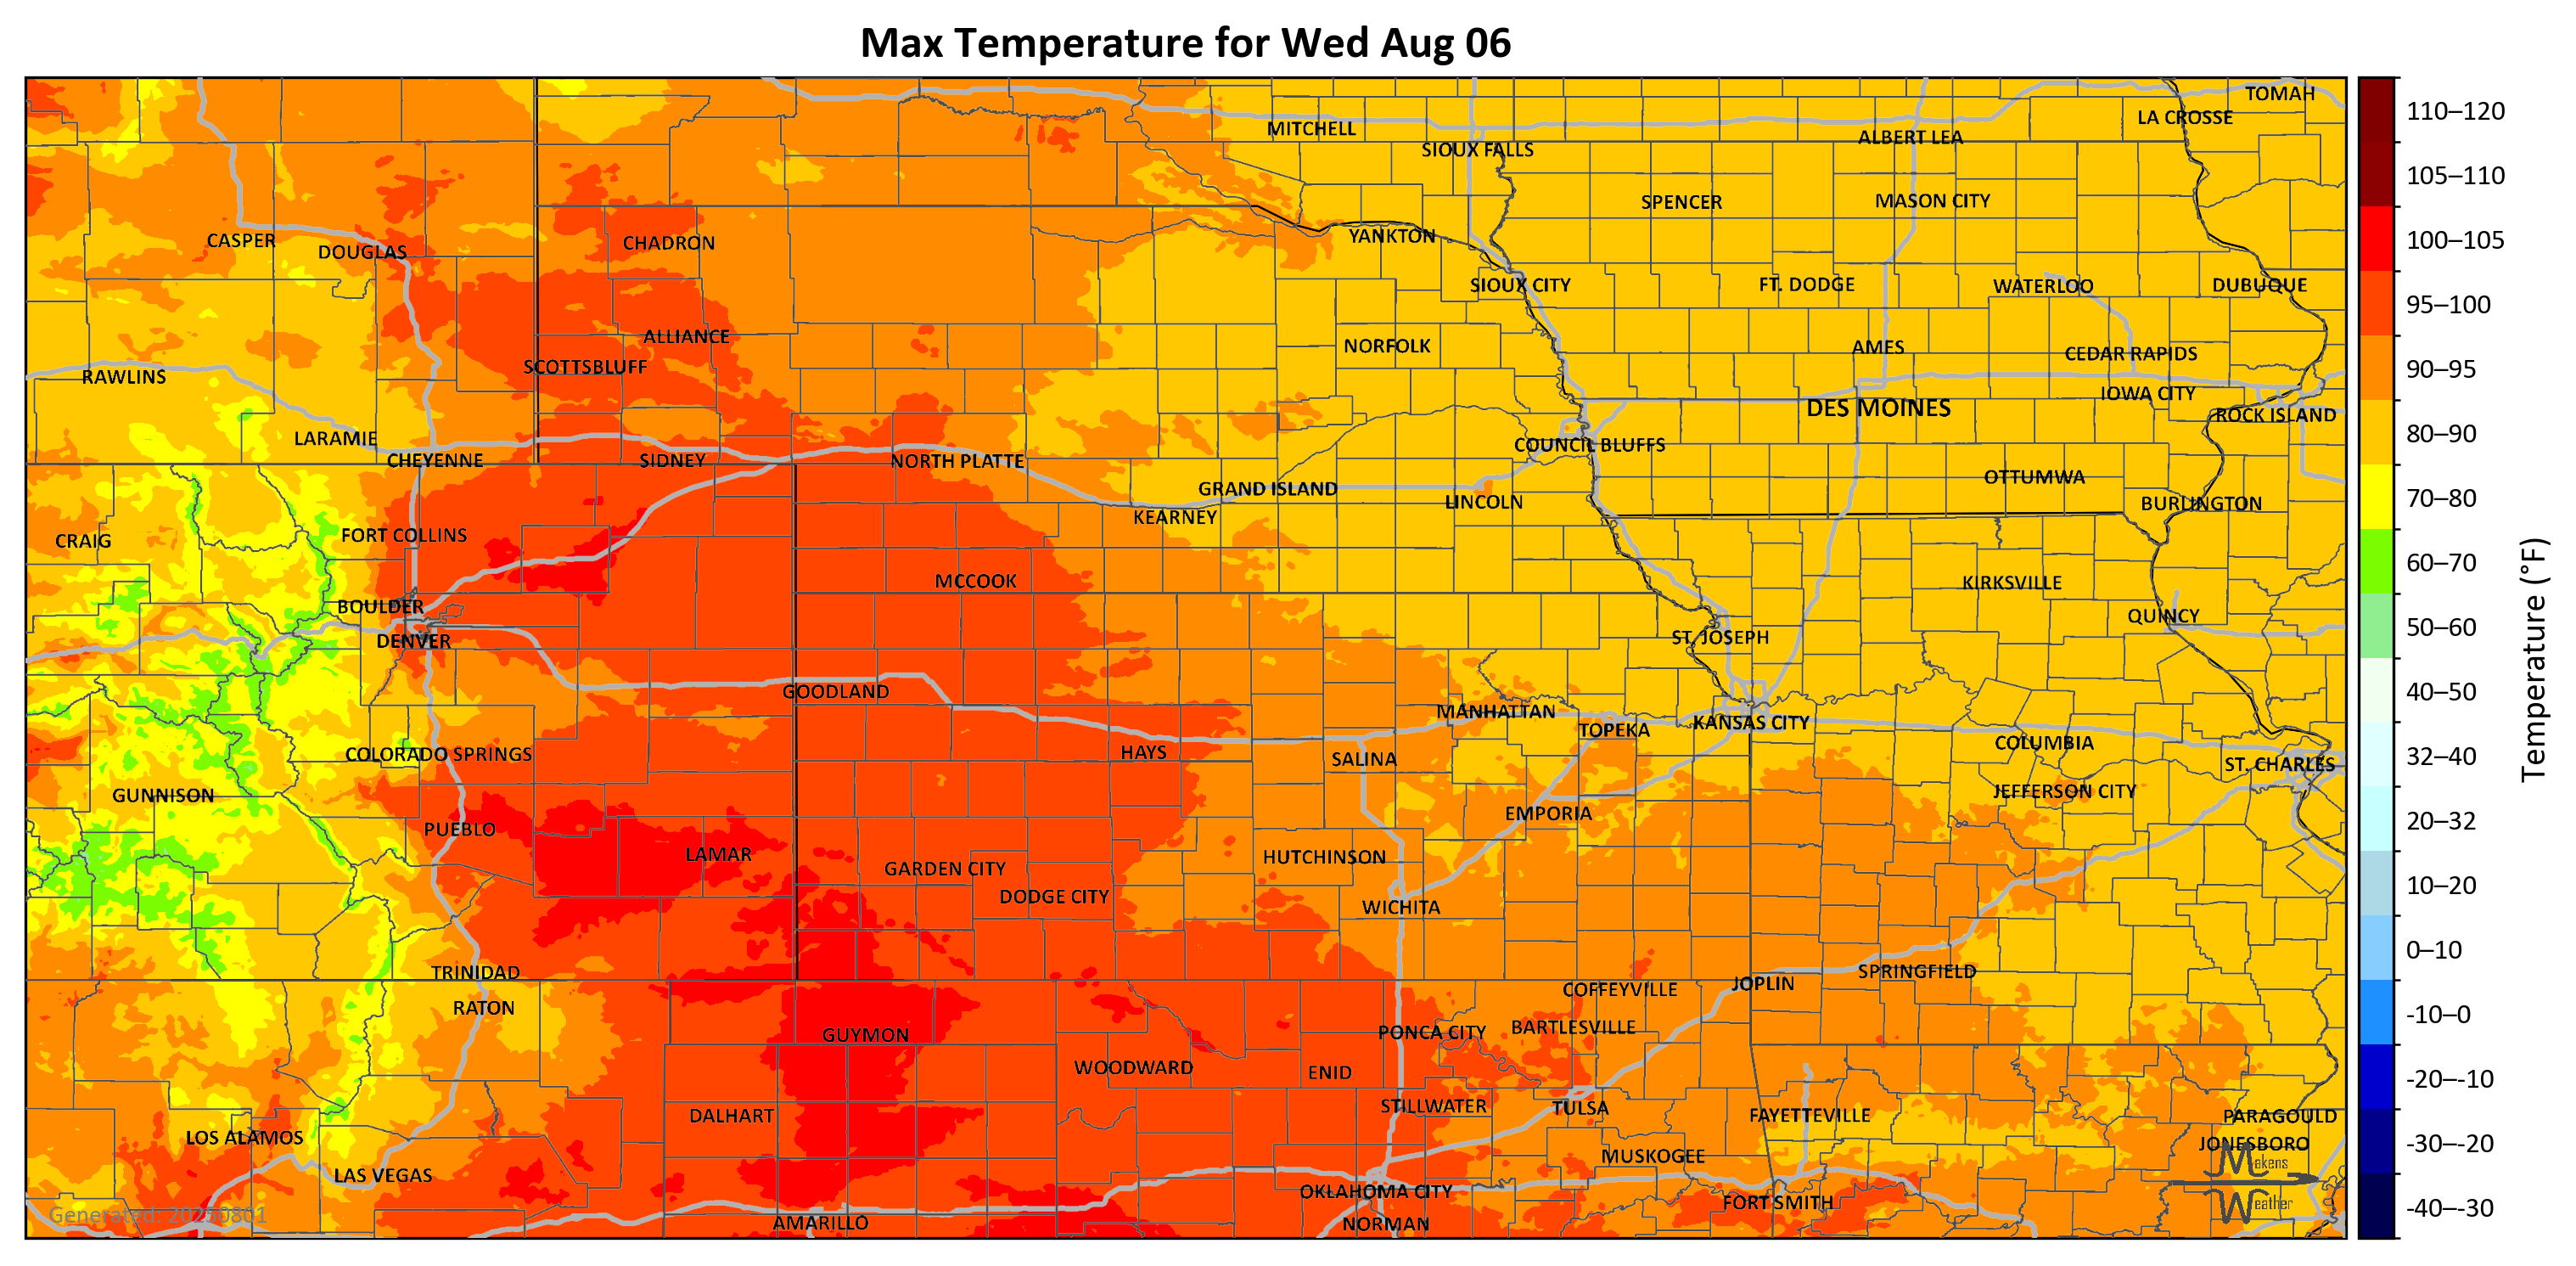 Max Temperature for Wed Aug 06
TOMAH
LA CROSSE
MITCHELL
ALBERT LEA
SIOUX FALLS
SPENCER
MASON CITY
CASPER
DOUGLAS
CHADRON
YANKTON
SIOUX CITY
FT. DODGE
WATERLOO
DUBUQUE
ALLIANCE
NORFOLK
AMES
CEDAR RAPIDS
SCOTTSBLUFF
RAWLINS
IOWA CITY
DES MOINES
ROCK ISLAND
LARAMIE
COUNCIL BLUFFS
CHEYENNE
SIDNEY
NORTH PLATTE
OTTUMWA
GRAND ISLAND
LINCOLN
BURLINGTON
KEARNEY
FORT COLLINS
CRAIG
MCCOOK
KIRKSVILLE
BOULDER
QUINCY
DENVER
ST. JOSEPH
GOODLAND
MANHATTAN
KANSAS CITY
TOPEKA
COLUMBIA
COLORADO SPRINGS
HAYS
SALINA
ST. CHARLES
GUNNISON
JEFFERSON CITY
EMPORIA
PUEBLO
LAMAR
HUTCHINSON
GARDEN CITY
DODGE CITY
WICHITA
TRINIDAD
SPRINGFIELD
JOPLIN
COFFEYVILLE
RATON
BARTLESVILLE
GUYMON
PONCA CITY
WOODWARD
ENID
DALHART
STILLWATER
TULSA
FAYETTEVILLE
PARAGOULD
LOS ALAMOS
JONESBORO
MUSKOGEE
LAS VEGAS
OKLAHOMA CITY
FORT SMITH
AMARILLO
NORMAN
Generated: 20250801
Makens
Weather
110–120
105–110
100–105
95–100
90–95
80–90
70–80
60–70
50–60
40–50
32–40
20–32
10–20
0–10
-10–0
-20–-10
-30–-20
-40–-30
Temperature (°F)